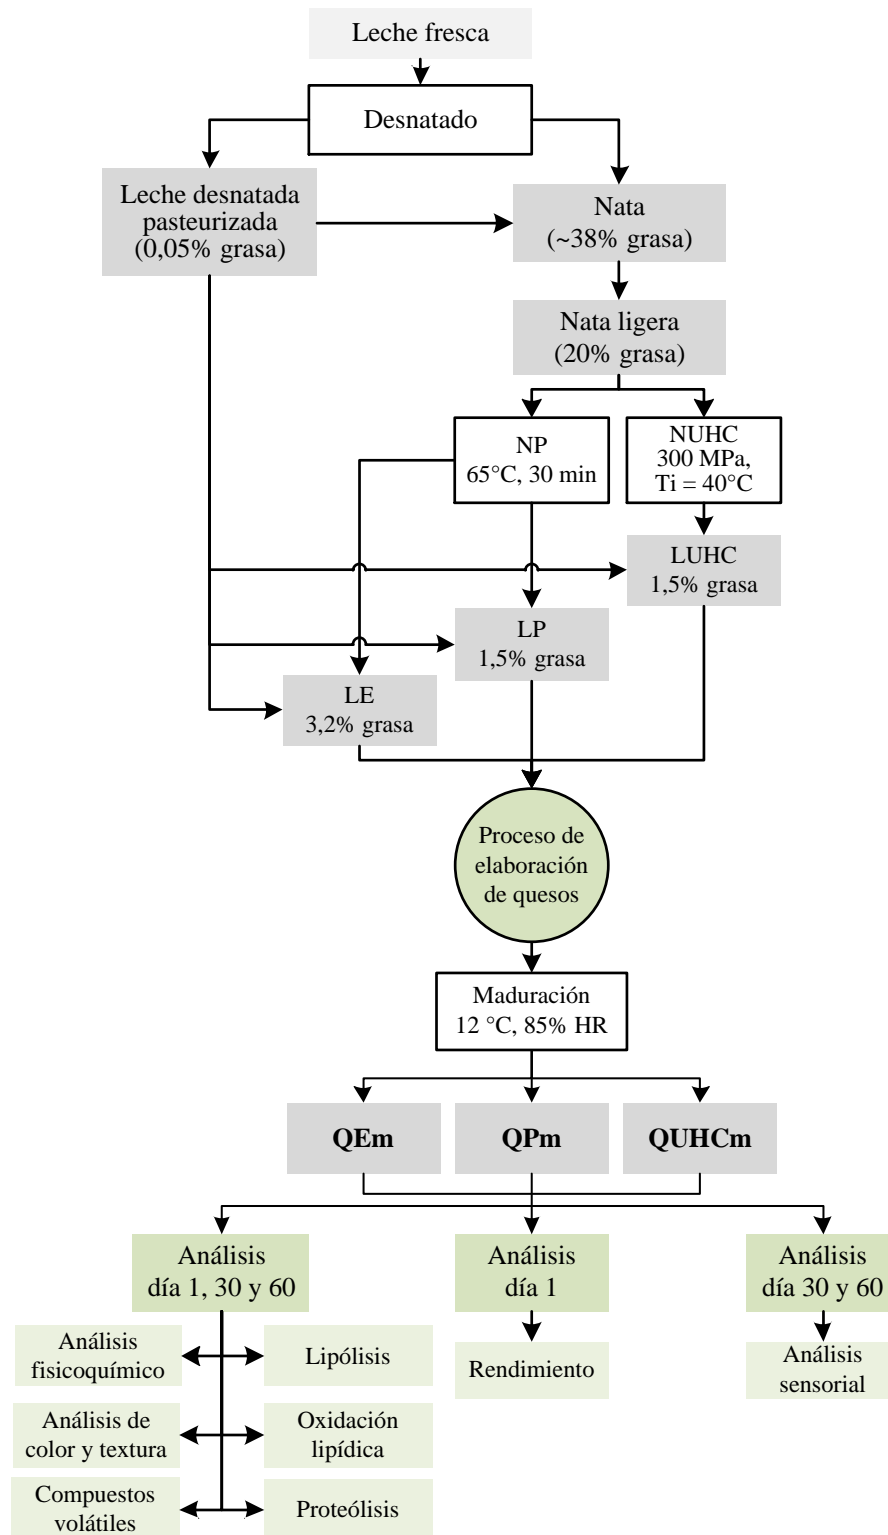 Leche fresca
Desnatado
Leche desnatada
pasteurizada
(0,05% grasa)
Nata
(~38% grasa)
Nata ligera
(20% grasa)
NP
65°C, 30 min
NUHC
300 MPa,
Ti = 40°C
LUHC
1,5% grasa
LP
1,5% grasa
LE
3,2% grasa
Proceso de
elaboración
de quesos
Maduración
12 °C, 85% HR
QEm
QPm
QUHCm
Análisis
día 1, 30 y 60
Análisis
día 1
Análisis
día 30 y 60
Análisis
fisicoquímico
Lipólisis
Rendimiento
Análisis
sensorial
Análisis de
color y textura
Oxidación
lipídica
Compuestos
volátiles
Proteólisis